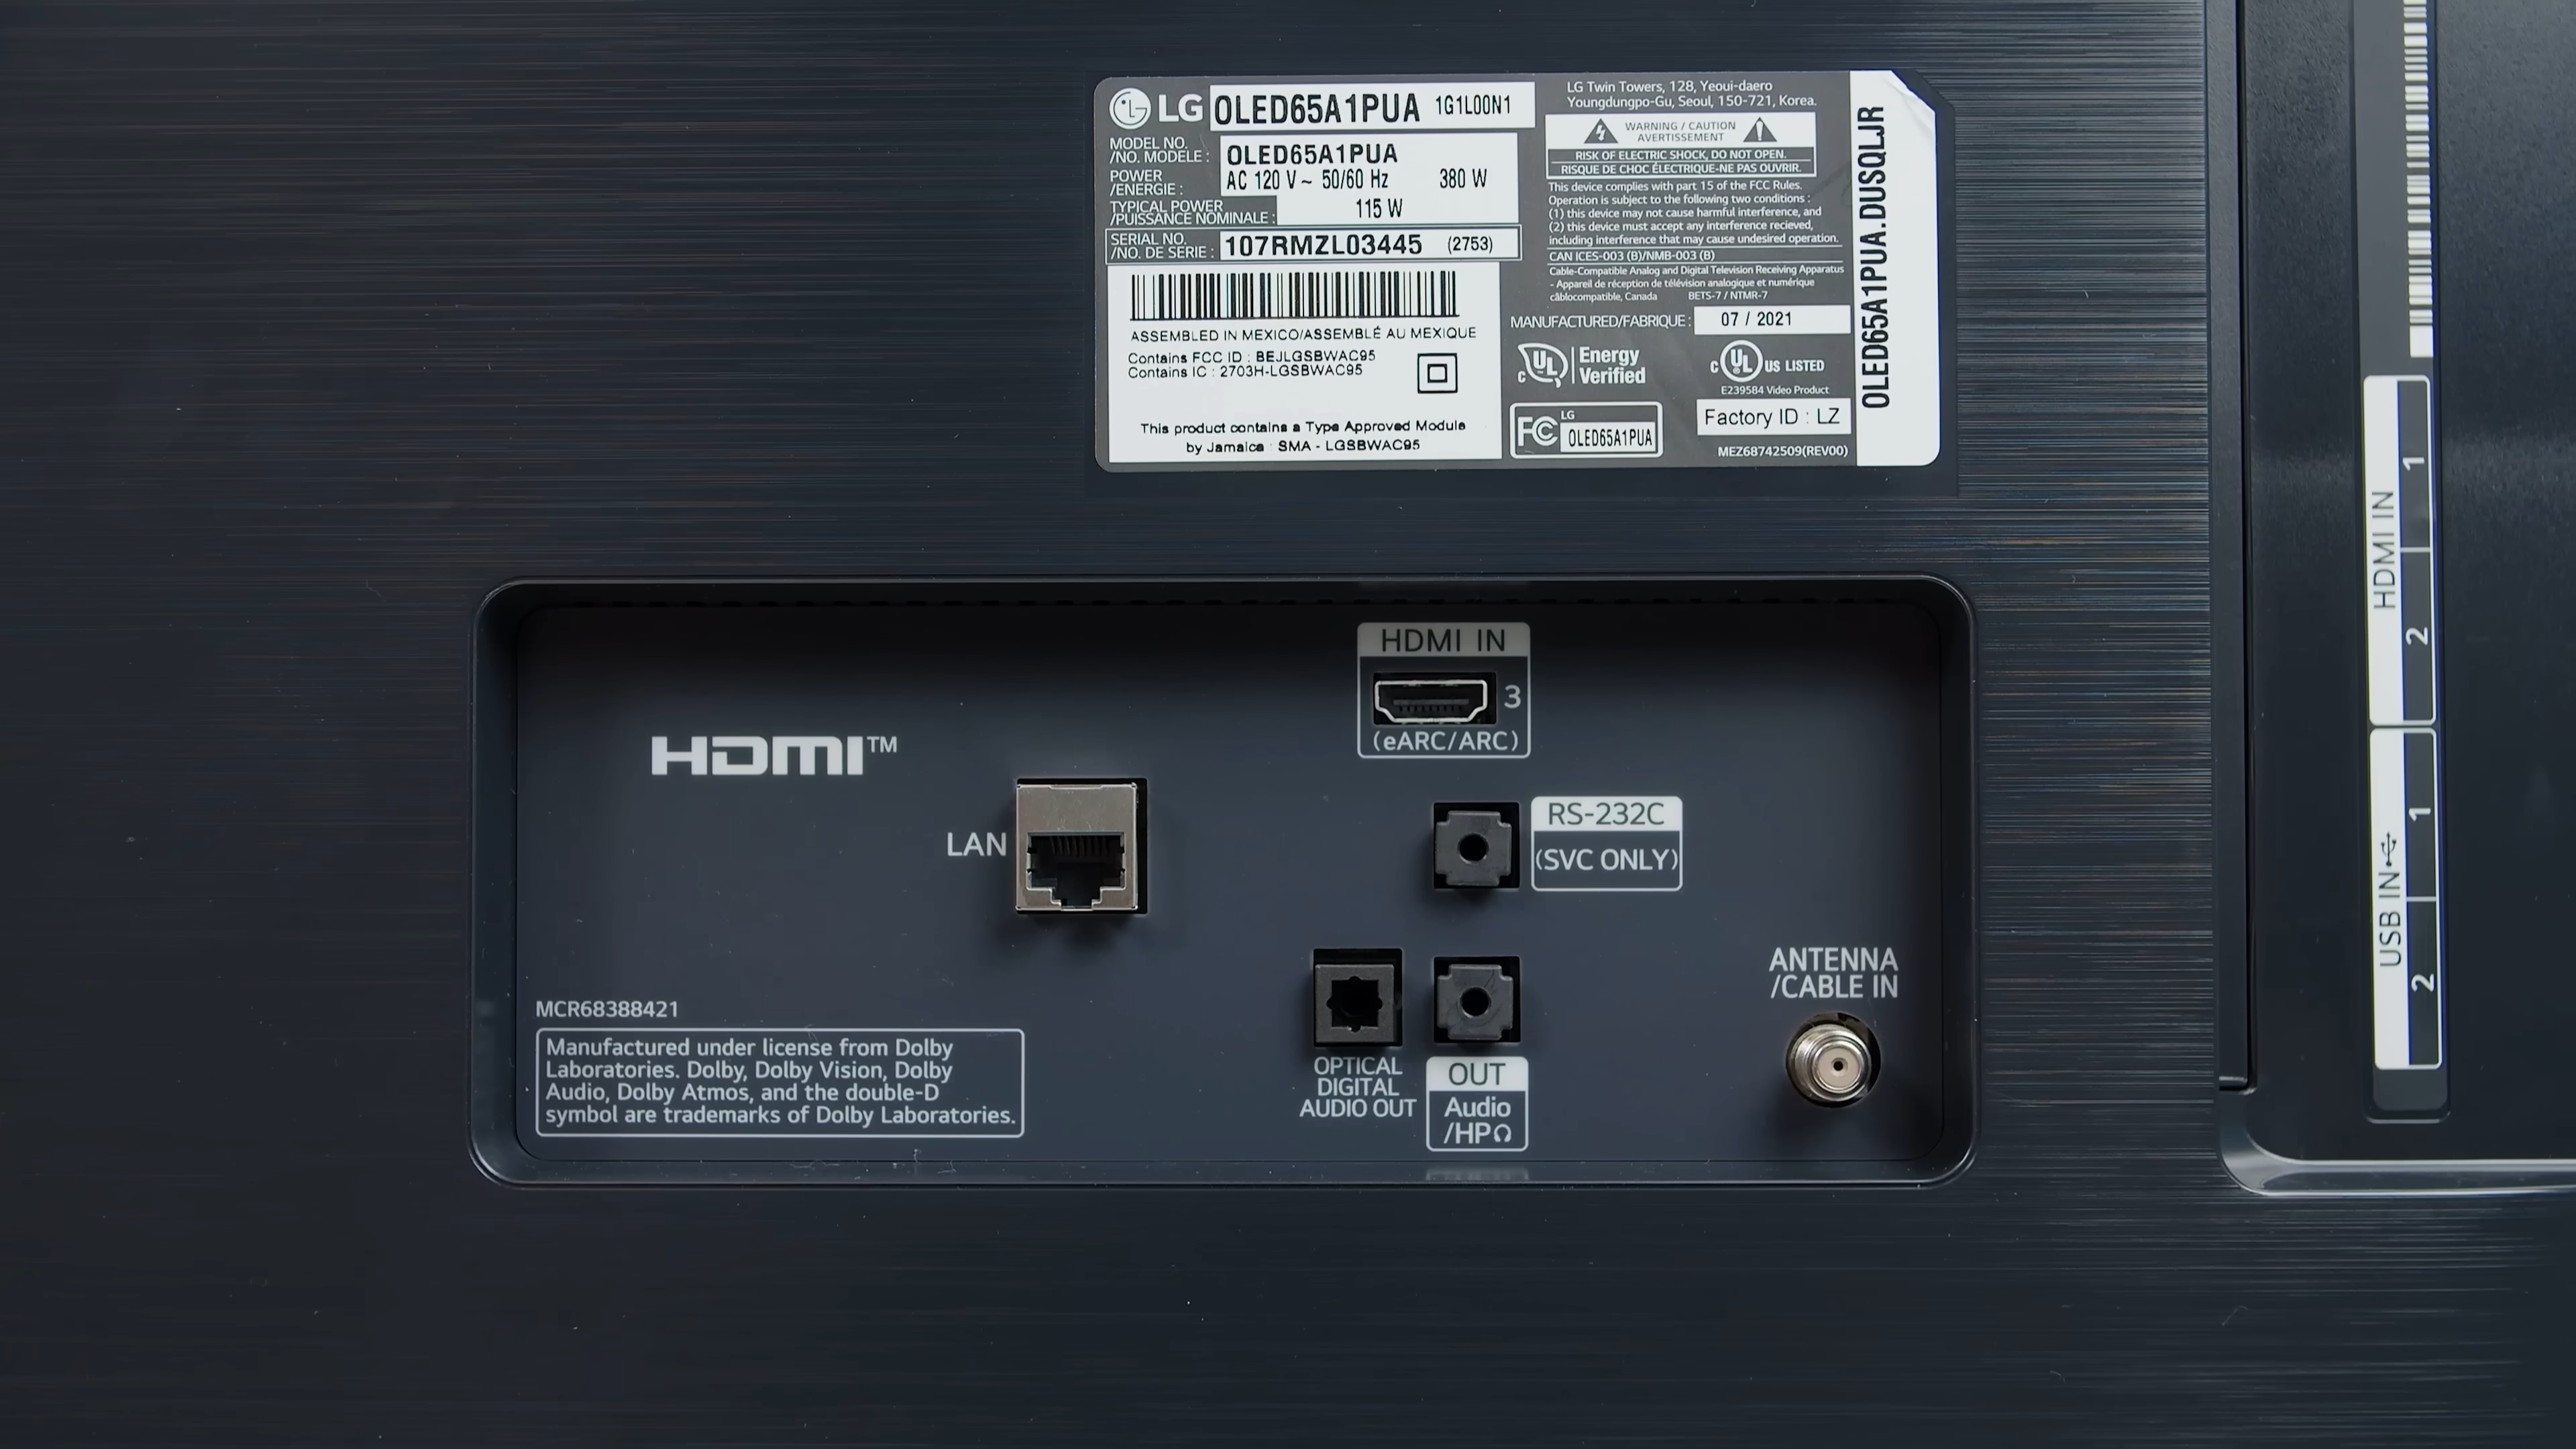 LG OLED65A1PUA 1G1L00N1
MODEL NO.
/NO. MODÈLE : OLED65A1PUA
POWER
/ENERGIE : AC 120 V ~ 50/60 Hz 380 W
TYPICAL POWER
/PUISSANCE NOMINALE : 115 W
SERIAL NO.
/NO. DE SERIE : 107RMZL03445 (2753)
ASSEMBLED IN MEXICO/ASSEMBLÉ AU MEXIQUE
Contains FCC ID : BEJLGSBWAC95
Contains IC : 2703H-LGSBWAC95
This product contains a Type Approved Module
by Jamaica : SMA - LGSBWAC95
LG Twin Towers, 128, Yeoui-daero
Youngdungpo-Gu, Seoul, 150-721, Korea.
WARNING / CAUTION
AVERTISSEMENT
RISK OF ELECTRIC SHOCK, DO NOT OPEN.
RISQUE DE CHOC ÉLECTRIQUE-NE PAS OUVRIR.
This device complies with part 15 of the FCC Rules.
Operation is subject to the following two conditions :
(1) this device may not cause harmful interference, and
(2) this device must accept any interference recieved,
including interference that may cause undesired operation.
CAN ICES-003 (B)/NMB-003 (B)
Cable-Compatible Analog and Digital Television Receiving Apparatus
- Appareil de réception de télévision analogique et numérique
câblocompatible, Canada BETS-7 / NTMR-7
MANUFACTURED/FABRIQUE : 07 / 2021
c UL Energy
Verified
c UL US LISTED
E239584 Video Product
FC LG
OLED65A1PUA
Factory ID : LZ
MEZ68742509(REV00)
OLED65A1PUA.DUSQLJR
HDMI™
LAN
HDMI IN
3
(eARC/ARC)
RS-232C
(SVC ONLY)
OPTICAL
DIGITAL
AUDIO OUT
OUT
Audio
/HP
ANTENNA
/CABLE IN
MCR68388421
Manufactured under license from Dolby
Laboratories. Dolby, Dolby Vision, Dolby
Audio, Dolby Atmos, and the double-D
symbol are trademarks of Dolby Laboratories.
HDMI IN
1
2
USB IN
1
2